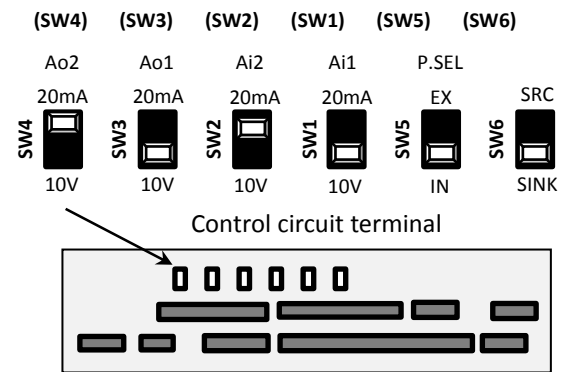 (SW4) (SW3) (SW2) (SW1) (SW5) (SW6)
Ao2 Ao1 Ai2 Ai1 P.SEL
20mA 20mA 20mA 20mA EX SRC
SW4 SW3 SW2 SW1 SW5 SW6
10V 10V 10V 10V IN SINK
Control circuit terminal